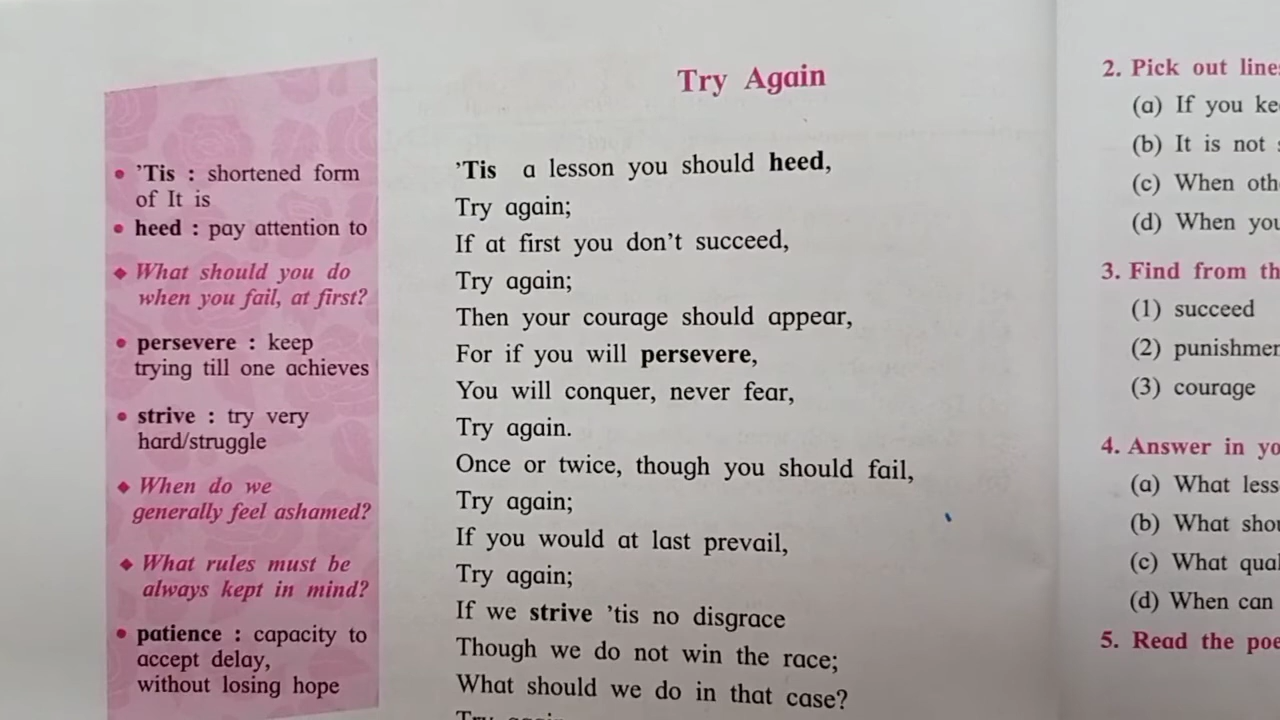 Try Again
• ’Tis : shortened form
of It is
• heed : pay attention to
◆ What should you do
when you fail, at first?
• persevere : keep
trying till one achieves
• strive : try very
hard/struggle
◆ When do we
generally feel ashamed?
◆ What rules must be
always kept in mind?
• patience : capacity to
accept delay,
without losing hope
’Tis a lesson you should heed,
Try again;
If at first you don’t succeed,
Try again;
Then your courage should appear,
For if you will persevere,
You will conquer, never fear,
Try again.
Once or twice, though you should fail,
Try again;
If you would at last prevail,
Try again;
If we strive ’tis no disgrace
Though we do not win the race;
What should we do in that case?
Try again
2. Pick out
(a) If you
(b) It is not
(c) When
(d) When
3. Find from
(1) succeed
(2)
(3) courage
4. Answer in
(a) What
(b) What
(c) What
(d) When can
5. Read the